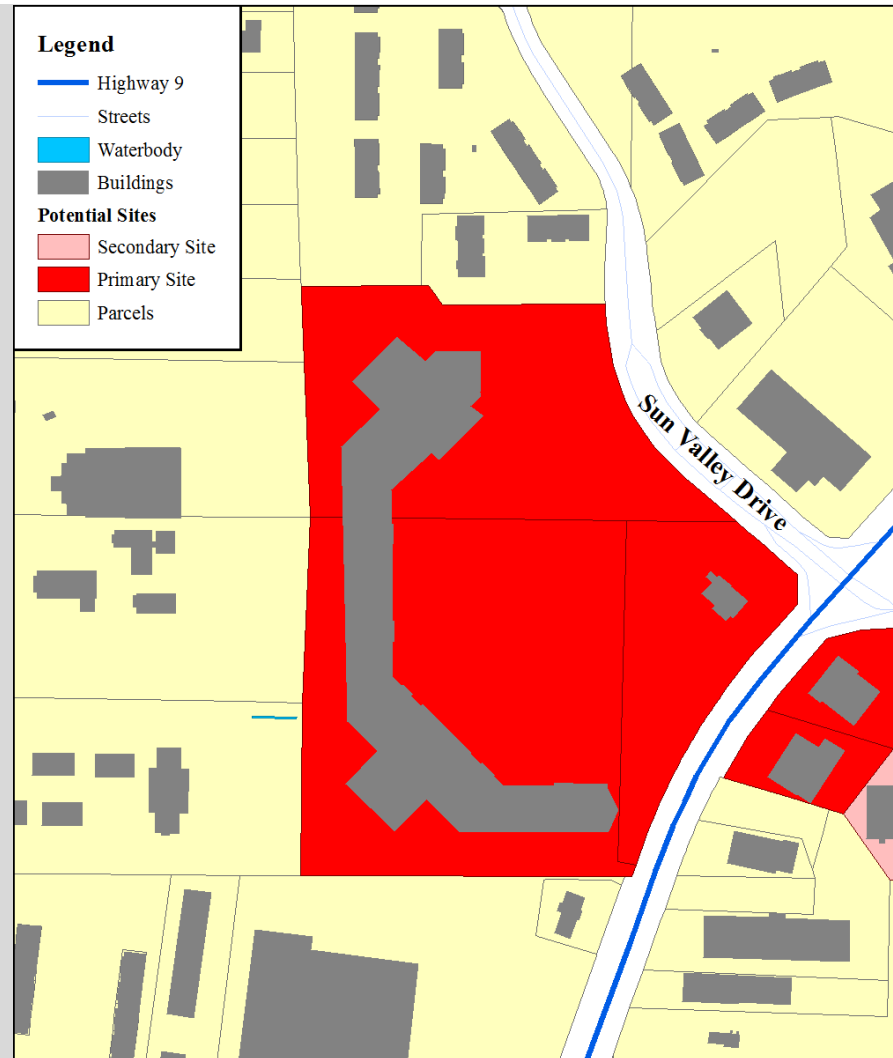 Legend
Highway 9
Streets
Waterbody
Buildings
Potential Sites
Secondary Site
Primary Site
Parcels
Sun Valley Drive